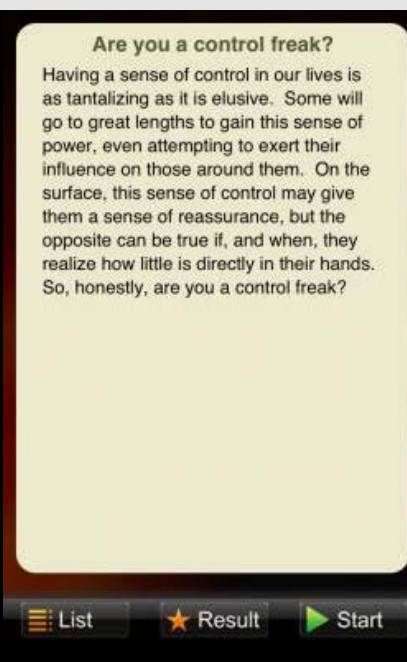 Are you a control freak?
Having a sense of control in our lives is
as tantalizing as it is elusive.  Some will
go to great lengths to gain this sense of
power, even attempting to exert their
influence on those around them.  On the
surface, this sense of control may give
them a sense of reassurance, but the
opposite can be true if, and when, they
realize how little is directly in their hands.
So, honestly, are you a control freak?
List
Result
Start